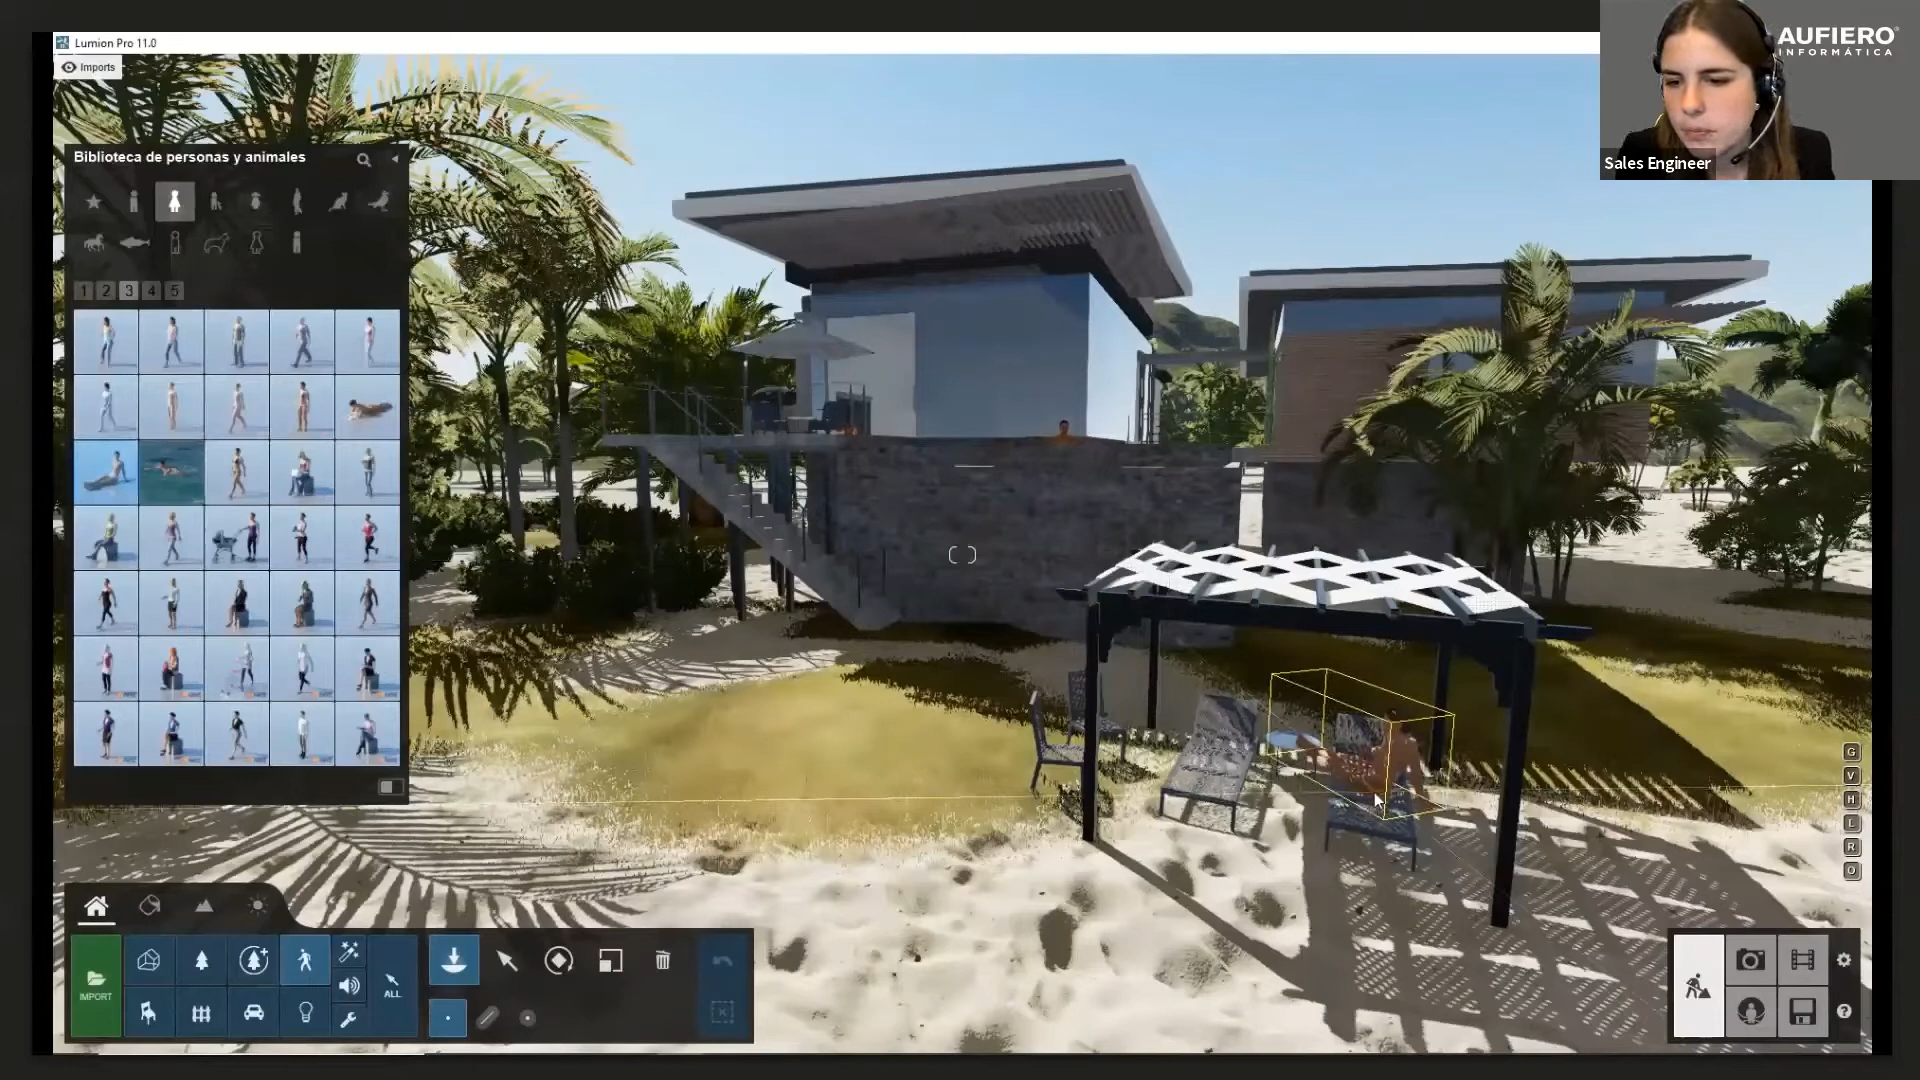 Lumion Pro 11.0
Imports
AUFIERO
INFORMÁTICA
Sales Engineer
Biblioteca de personas y animales
1 2 3 4 5
G
V
H
L
R
O
IMPORT
ALL
?